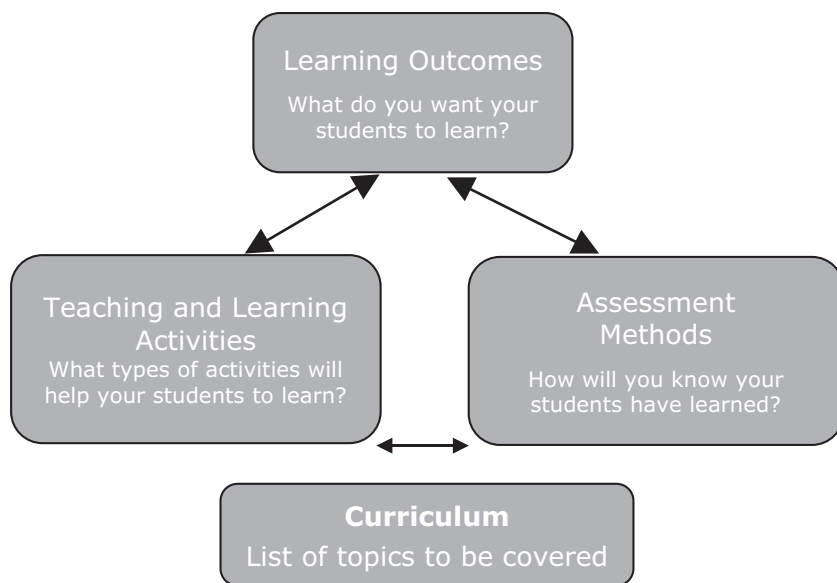 Learning Outcomes
What do you want your
students to learn?
Teaching and Learning
Activities
What types of activities will
help your students to learn?
Assessment
Methods
How will you know your
students have learned?
Curriculum
List of topics to be covered